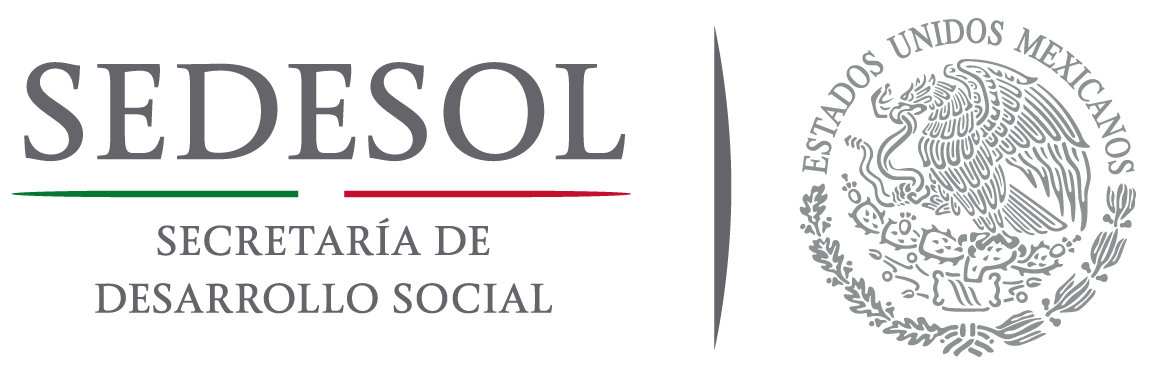 SEDESOL
SECRETARÍA DE
DESARROLLO SOCIAL
ESTADOS UNIDOS MEXICANOS